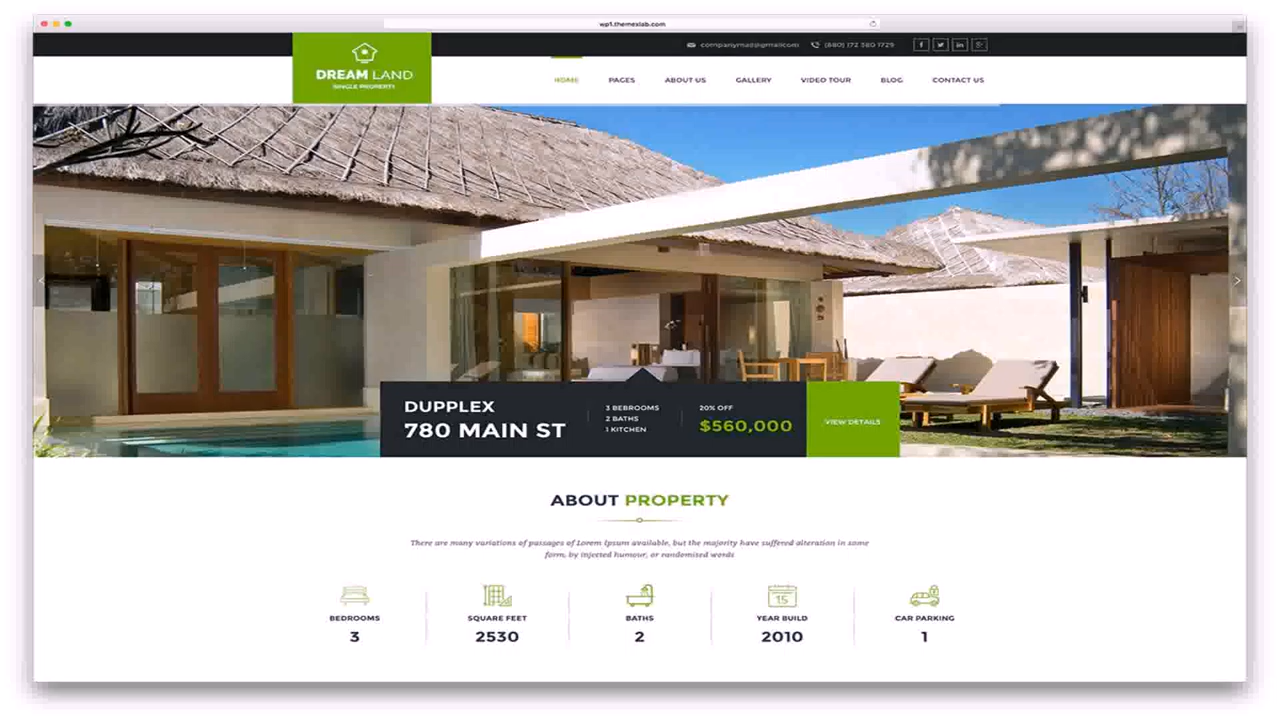 wp1.themexlab.com
(880) 172 380 1729
DREAM LAND
SINGLE PROPERTY
HOME PAGES ABOUT US GALLERY VIDEO TOUR BLOG CONTACT US
DUPPLEX
780 MAIN ST
3 BEBROOMS
2 BATHS
1 KITCHEN
20% OFF
$560,000
VIEW DETAILS
ABOUT PROPERTY
There are many variations of passages of Lorem Ipsum available, but the majority have suffered alteration in some
form, by injected humour, or randomised words
BEDROOMS
3
SQUARE FEET
2530
BATHS
2
15
YEAR BUILD
2010
CAR PARKING
1